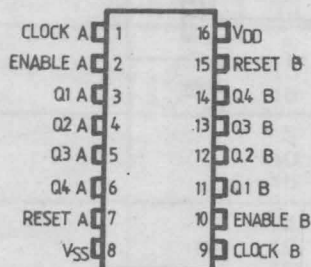 CLOCK A 1 16 VDD
ENABLE A 2 15 RESET B
Q1 A 3 14 Q4 B
Q2 A 4 13 Q3 B
Q3 A 5 12 Q2 B
Q4 A 6 11 Q1 B
RESET A 7 10 ENABLE B
VSS 8 9 CLOCK B